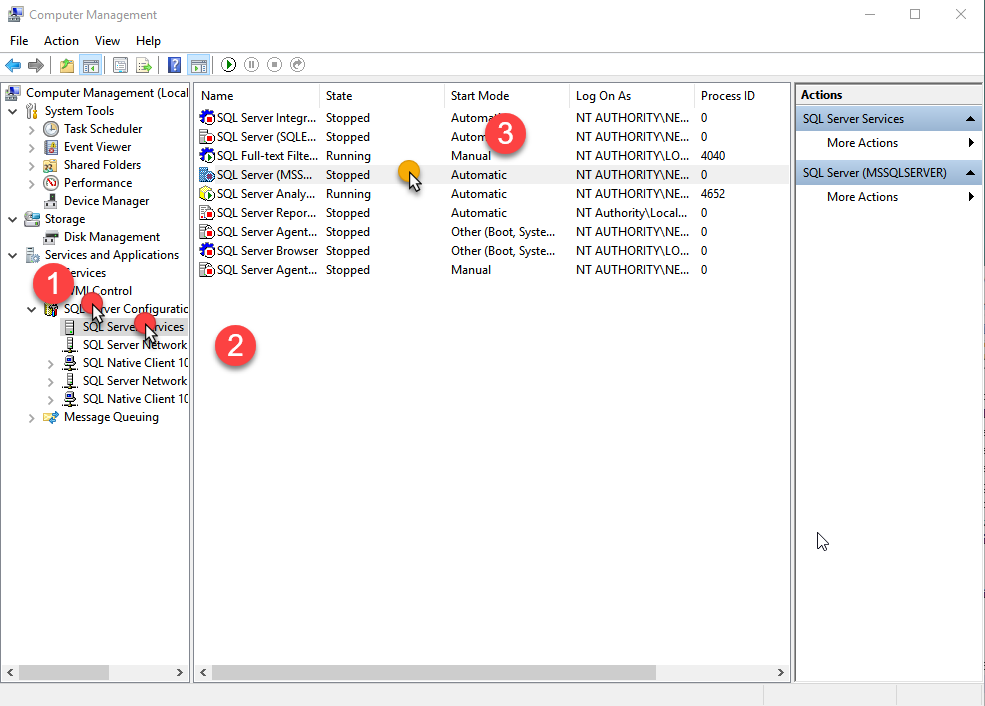 Computer Management
File Action View Help
Computer Management (Local
System Tools
Task Scheduler
Event Viewer
Shared Folders
Performance
Device Manager
Storage
Disk Management
Services and Applications
ervices
WMI Control
SQL Server Configuratio
SQL Server Services
SQL Server Network
SQL Native Client 10
SQL Server Network
SQL Native Client 10
Message Queuing
1
2
3
Name State Start Mode Log On As Process ID
SQL Server Integr... Stopped Automa NT AUTHORITY\NE... 0
SQL Server (SQLE... Stopped Autom NT AUTHORITY\NE... 0
SQL Full-text Filte... Running Manual NT AUTHORITY\LO... 4040
SQL Server (MSS... Stopped Automatic NT AUTHORITY\NE... 0
SQL Server Analy... Running Automatic NT AUTHORITY\NE... 4652
SQL Server Repor... Stopped Automatic NT Authority\Local... 0
SQL Server Agent... Stopped Other (Boot, Syste... NT AUTHORITY\NE... 0
SQL Server Browser Stopped Other (Boot, Syste... NT AUTHORITY\LO... 0
SQL Server Agent... Stopped Manual NT AUTHORITY\NE... 0
Actions
SQL Server Services
More Actions
SQL Server (MSSQLSERVER)
More Actions